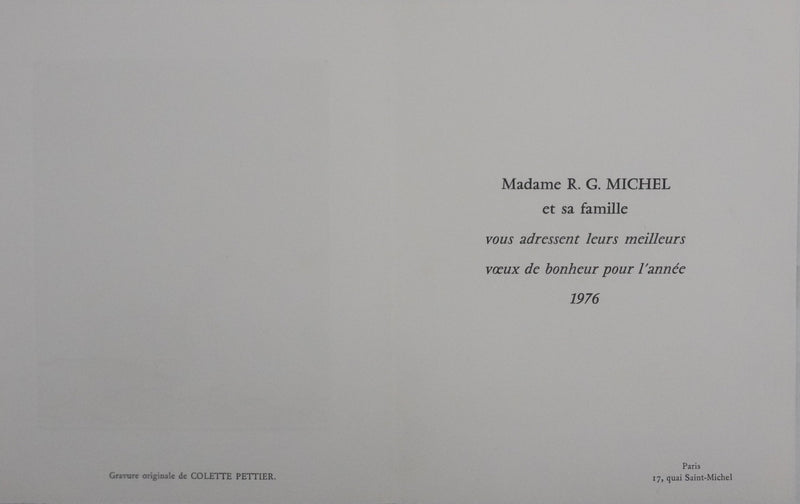 Gravure originale de COLETTE PETTIER.
Madame R. G. MICHEL
et sa famille
vous adressent leurs meilleurs
vœux de bonheur pour l'année
1976
Paris
17, quai Saint-Michel